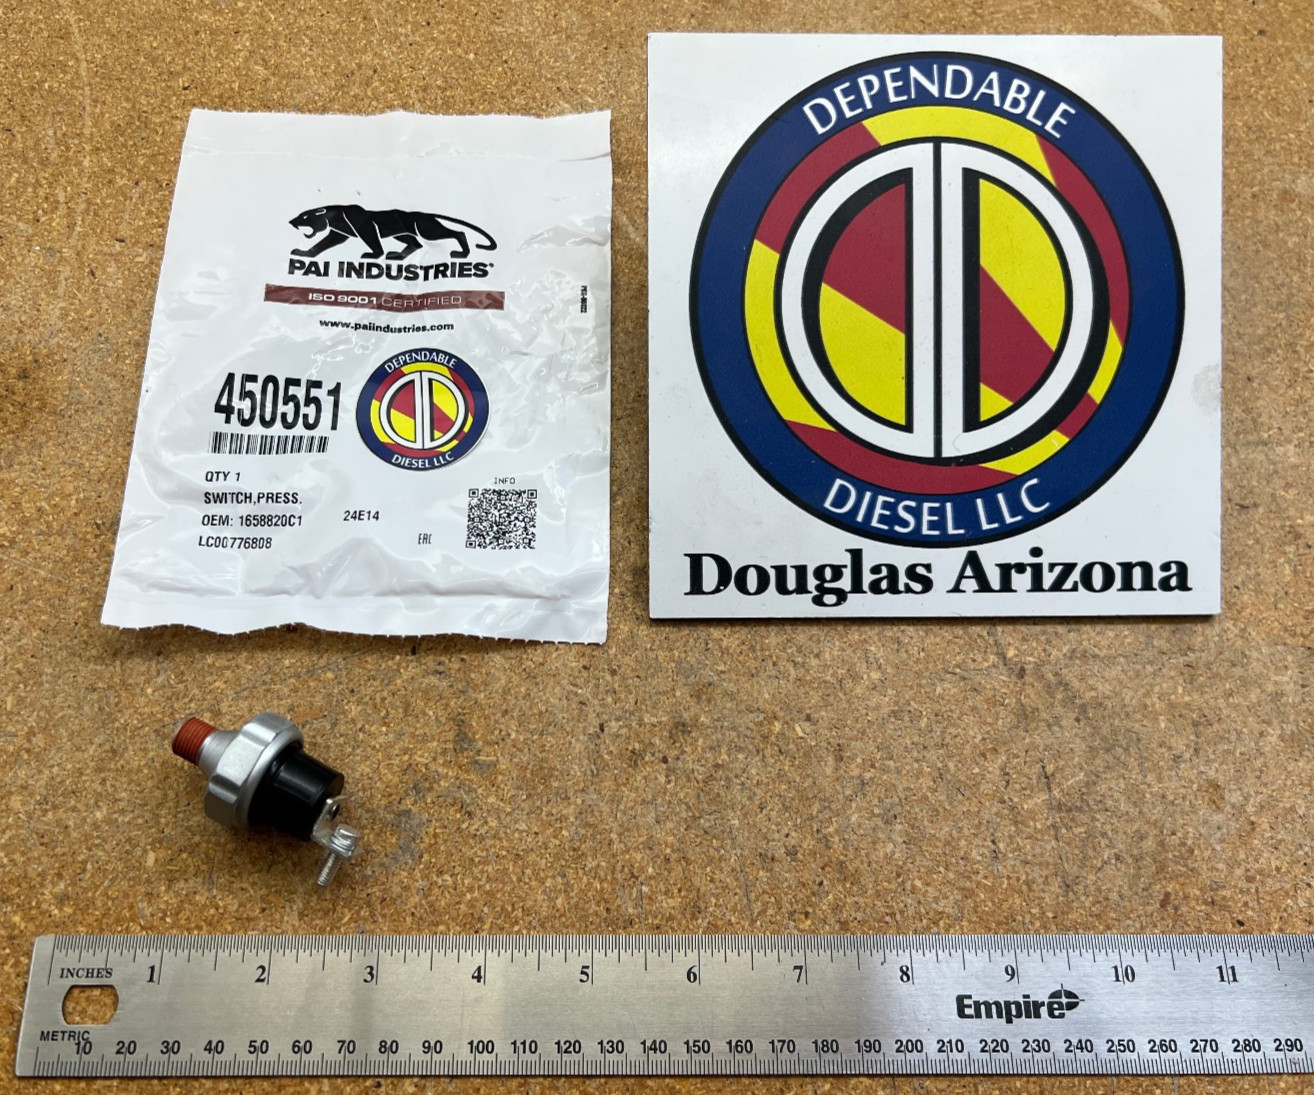 PAI INDUSTRIES
ISO 9001 CERTIFIED
www.paiindustries.com
450551
DEPENDABLE
DIESEL LLC
QTY 1
SWITCH,PRESS.
OEM: 1658820C1
LC00776808
24E14
INFO
DEPENDABLE
DIESEL LLC
Douglas Arizona
INCHES 1 2 3 4 5 6 7 8 9 10 11
Empire
METRIC
10 20 30 40 50 60 70 80 90 100 110 120 130 140 150 160 170 180 190 200 210 220 230 240 250 260 270 280 290